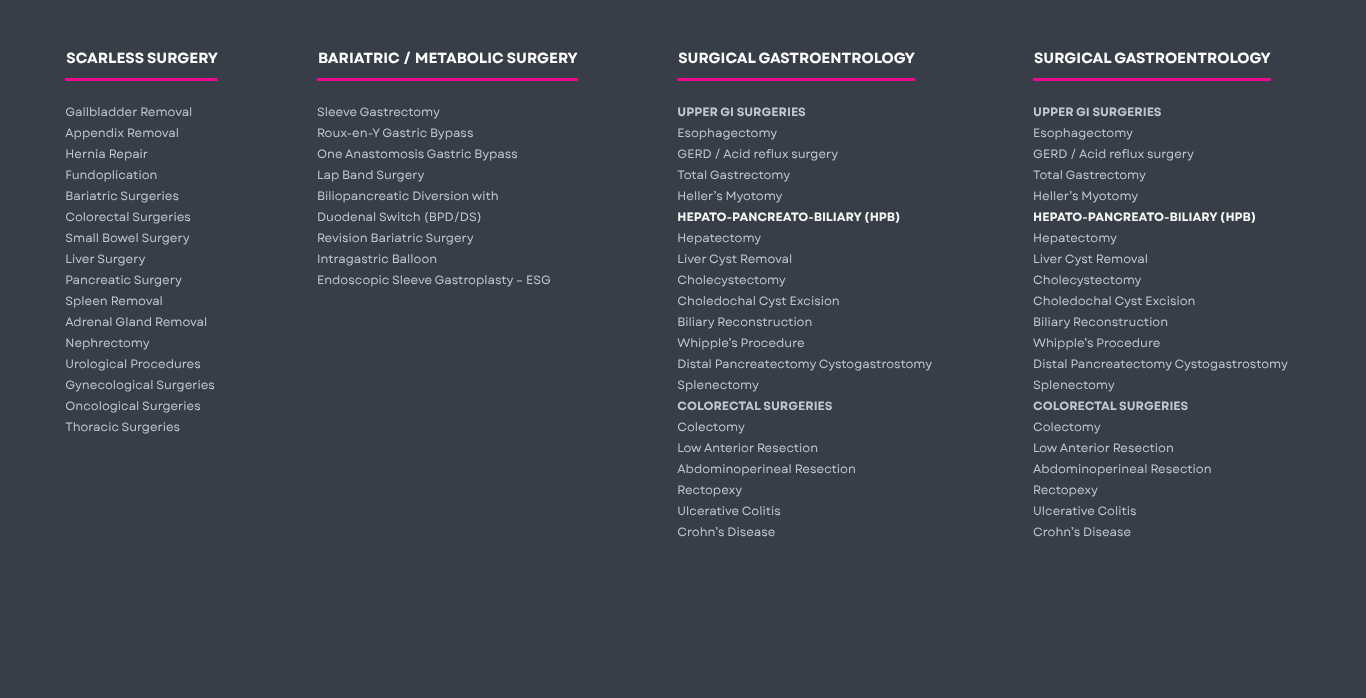 SCARLESS SURGERY
Gallbladder Removal
Appendix Removal
Hernia Repair
Fundoplication
Bariatric Surgeries
Colorectal Surgeries
Small Bowel Surgery
Liver Surgery
Pancreatic Surgery
Spleen Removal
Adrenal Gland Removal
Nephrectomy
Urological Procedures
Gynecological Surgeries
Oncological Surgeries
Thoracic Surgeries
BARIATRIC / METABOLIC SURGERY
Sleeve Gastrectomy
Roux-en-Y Gastric Bypass
One Anastomosis Gastric Bypass
Lap Band Surgery
Biliopancreatic Diversion with
Duodenal Switch (BPD/DS)
Revision Bariatric Surgery
Intragastric Balloon
Endoscopic Sleeve Gastroplasty – ESG
SURGICAL GASTROENTEROLOGY
UPPER GI SURGERIES
Esophagectomy
GERD / Acid reflux surgery
Total Gastrectomy
Heller’s Myotomy
HEPATO-PANCREATO-BILIARY (HPB)
Hepatectomy
Liver Cyst Removal
Cholecystectomy
Choledochal Cyst Excision
Biliary Reconstruction
Whipple’s Procedure
Distal Pancreatectomy Cystogastrostomy
Splenectomy
COLORECTAL SURGERIES
Colectomy
Low Anterior Resection
Abdominoperineal Resection
Rectopexy
Ulcerative Colitis
Crohn’s Disease
SURGICAL GASTROENTOLOGY
UPPER GI SURGERIES
Esophagectomy
GERD / Acid reflux surgery
Total Gastrectomy
Heller’s Myotomy
HEPATO-PANCREATO-BILIARY (HPB)
Hepatectomy
Liver Cyst Removal
Cholecystectomy
Choledochal Cyst Excision
Biliary Reconstruction
Whipple’s Procedure
Distal Pancreatectomy Cystogastrostomy
Splenectomy
COLORECTAL SURGERIES
Colectomy
Low Anterior Resection
Abdominoperineal Resection
Rectopexy
Ulcerative Colitis
Crohn’s Disease